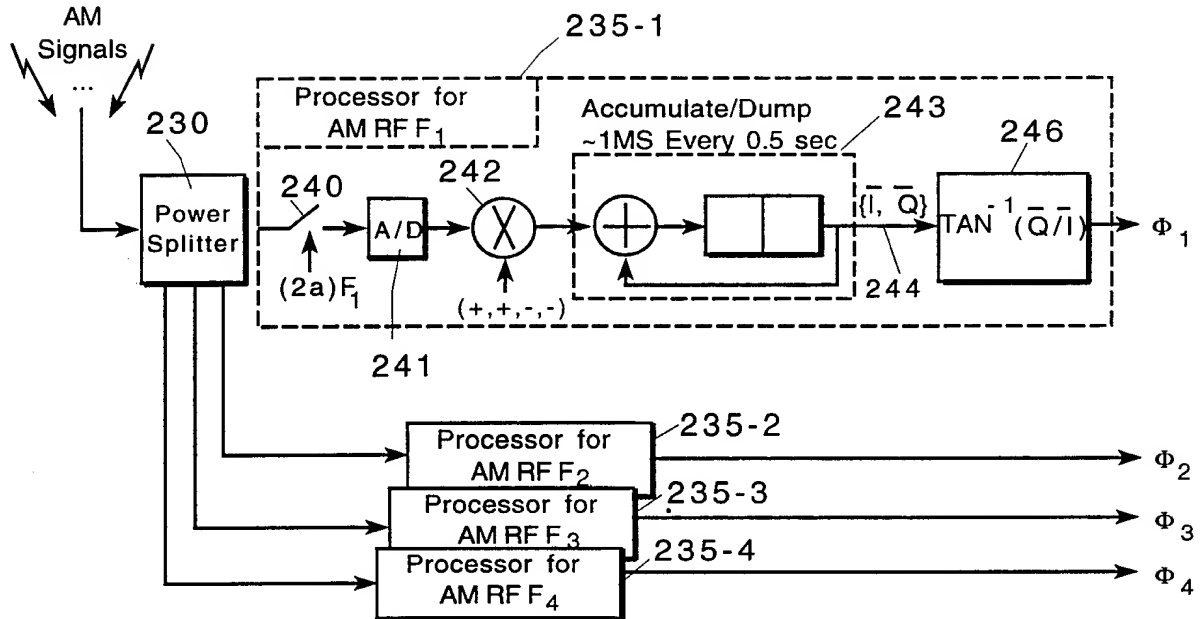 AM
Signals
...
235-1
Processor for
AM RF F₁
Accumulate/Dump
~1MS Every 0.5 sec
243
230
240
242
246
Power
Splitter
A/D
{I̅, Q̅}
TAN⁻¹(Q̅/I̅)
Φ₁
(2a)F₁
(+,+,-,-)
244
241
235-2
Processor for
AM RF F₂
Φ₂
235-3
Processor for
AM RF F₃
Φ₃
235-4
Processor for
AM RF F₄
Φ₄